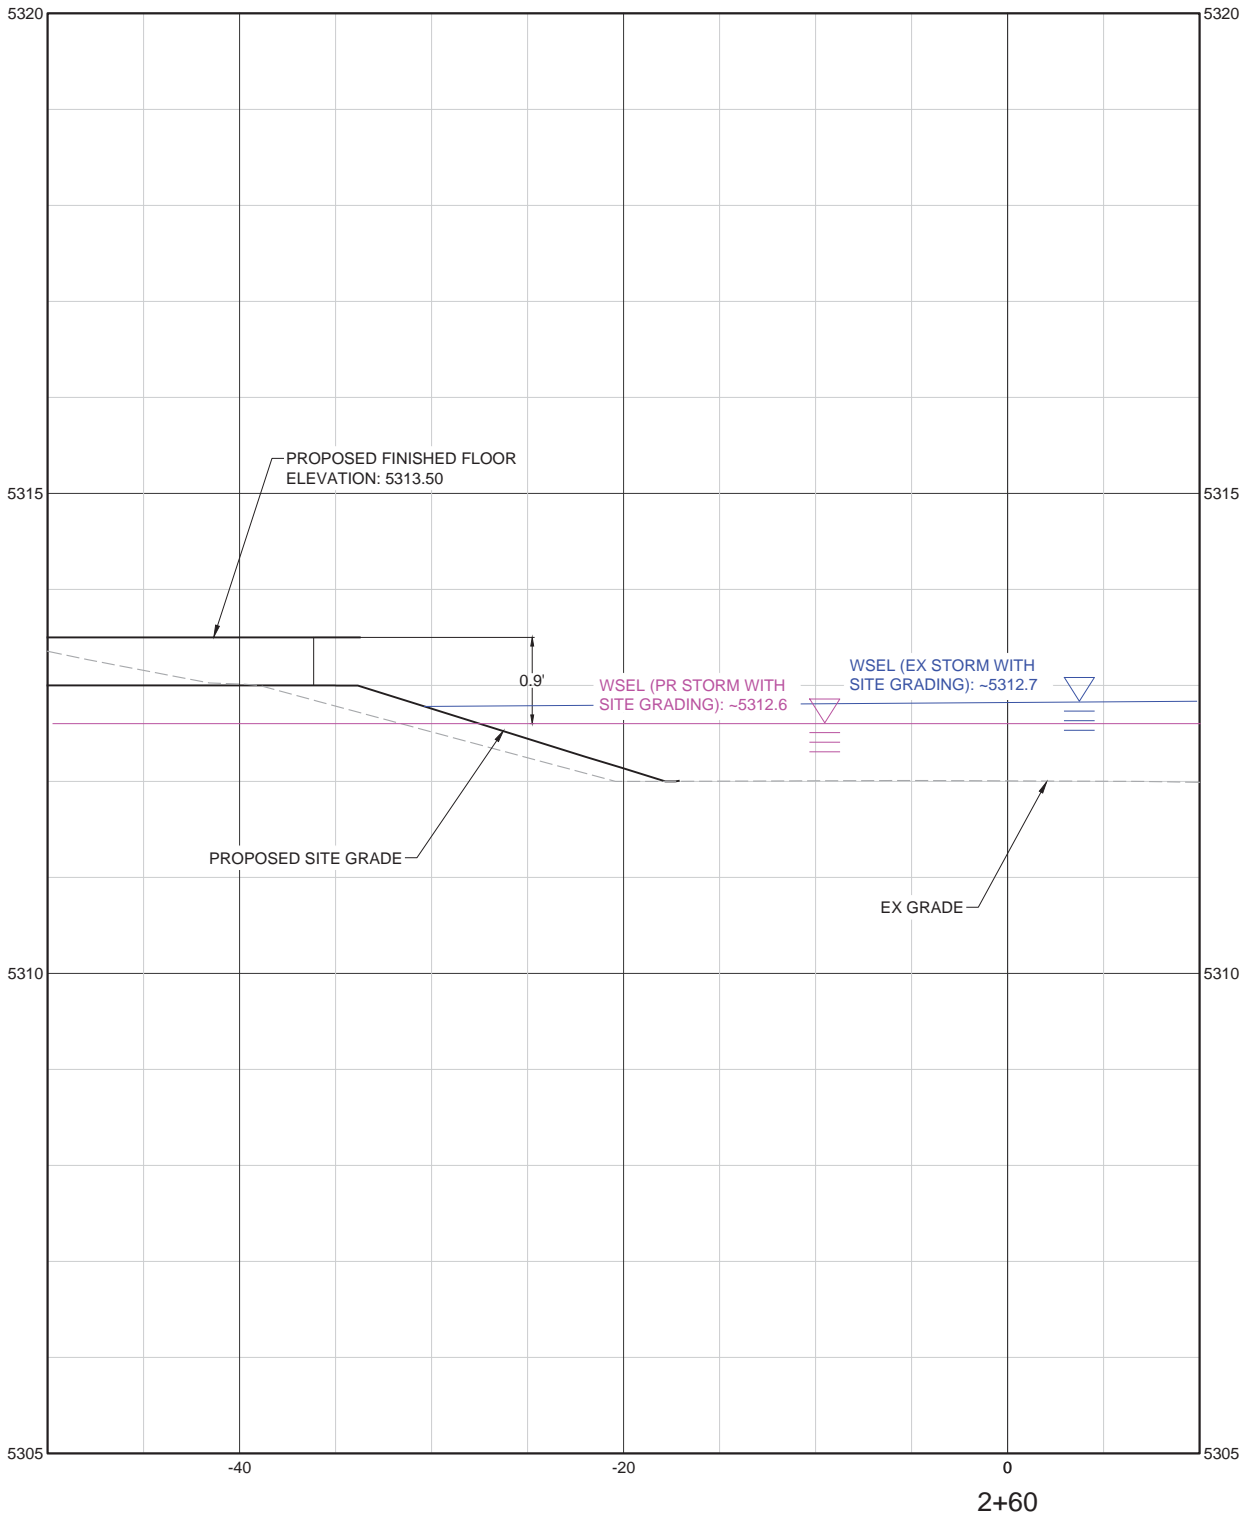 5320
5320
PROPOSED FINISHED FLOOR
ELEVATION: 5313.50
5315
5315
0.9'
WSEL (PR STORM WITH
SITE GRADING): ~5312.6
WSEL (EX STORM WITH
SITE GRADING): ~5312.7
PROPOSED SITE GRADE
EX GRADE
5310
5310
5305
5305
-40
-20
0
2+60